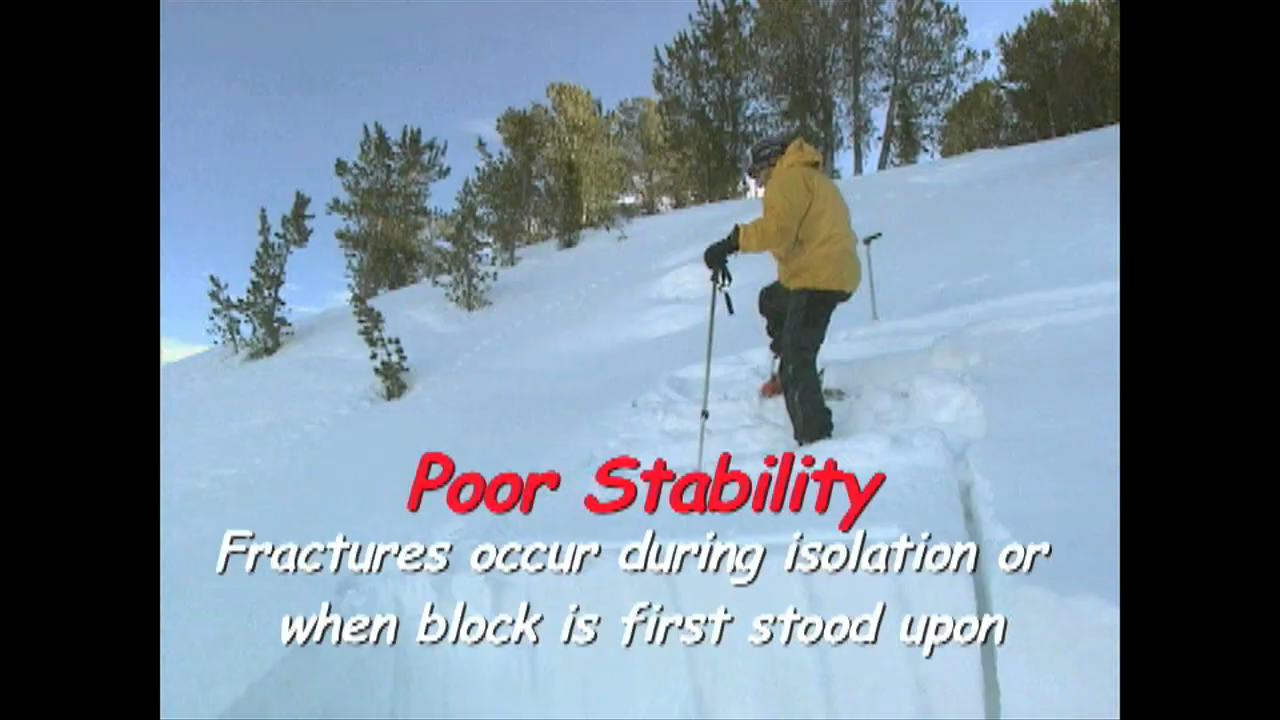 Poor Stability
Fractures occur during isolation or
when block is first stood upon